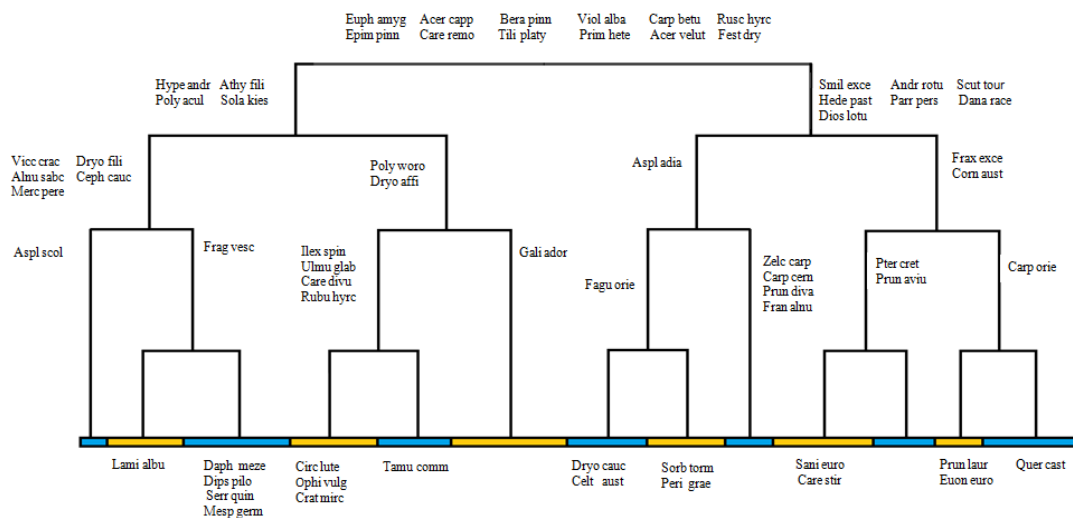 Euph amyg Acer capp Bera pinn Viol alba Carp betu Rusc hyrc
Epim pinn Care remo Tili platy Prim hete Acer velut Fest dry
Hype andr Athy fili
Poly acul Sola kies
Smil exce Andr rotu Scut tour
Hede past Parr pers Dana race
Dios lotu
Vicc crac Dryo fili
Alnu sabc Ceph cauc
Merc pere
Poly woro
Dryo affi
Aspl adia
Frax exce
Corn aust
Aspl scol
Frag vesc
Ilex spin
Ulmu glab
Care divu
Rubu hyrc
Gali ador
Fagu orie
Zelc carp
Carp cern
Prun diva
Fran alnu
Pter cret
Prun aviu
Carp orie
Lami albu
Daph meze
Dips pilo
Serr quin
Mesp germ
Circ lute
Ophi vulg
Crat mirc
Tamu comm
Dryo cauc
Celt aust
Sorb torm
Peri grae
Sani euro
Care stir
Prun laur
Euon euro
Quer cast